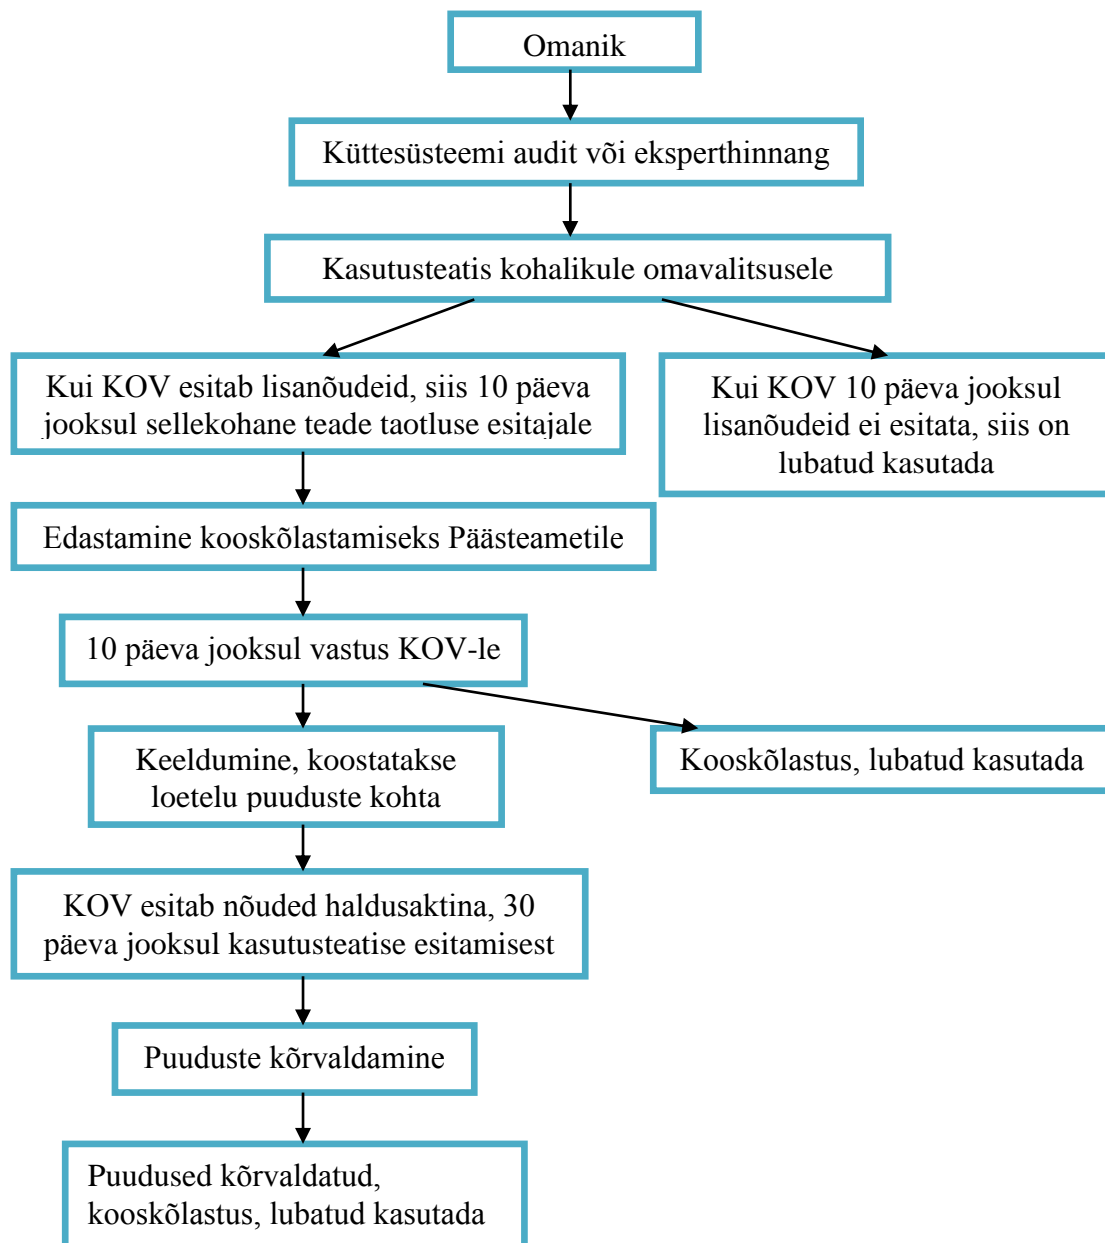 Omanik
Küttesüsteemi audit või eksperthinnang
Kasutusteatis kohalikule omavalitsusele
Kui KOV esitab lisanõudeid, siis 10 päeva
jooksul sellekohane teade taotluse esitajale
Kui KOV 10 päeva jooksul
lisanõudeid ei esitata, siis on
lubatud kasutada
Edastamine kooskõlastamiseks Päästeametile
10 päeva jooksul vastus KOV-le
Keeldumine, koostatakse
loetelu puuduste kohta
Kooskõlastus, lubatud kasutada
KOV esitab nõuded haldusaktina, 30
päeva jooksul kasutusteatise esitamisest
Puuduste kõrvaldamine
Puudused kõrvaldatud,
kooskõlastus, lubatud kasutada